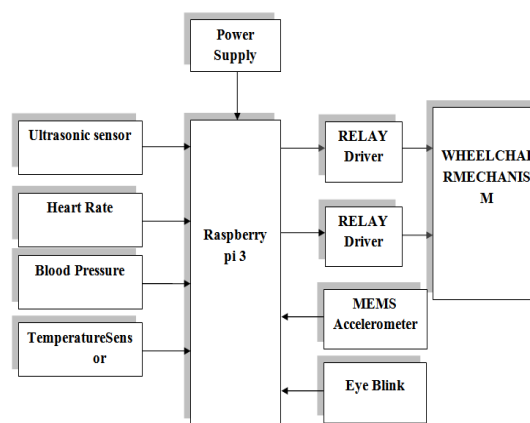 Power
Supply
Ultrasonic sensor
Heart Rate
Blood Pressure
TemperatureSens
or
Raspberry
pi 3
RELAY
Driver
RELAY
Driver
MEMS
Accelerometer
Eye Blink
WHEELCHAI
RMECHANIS
M